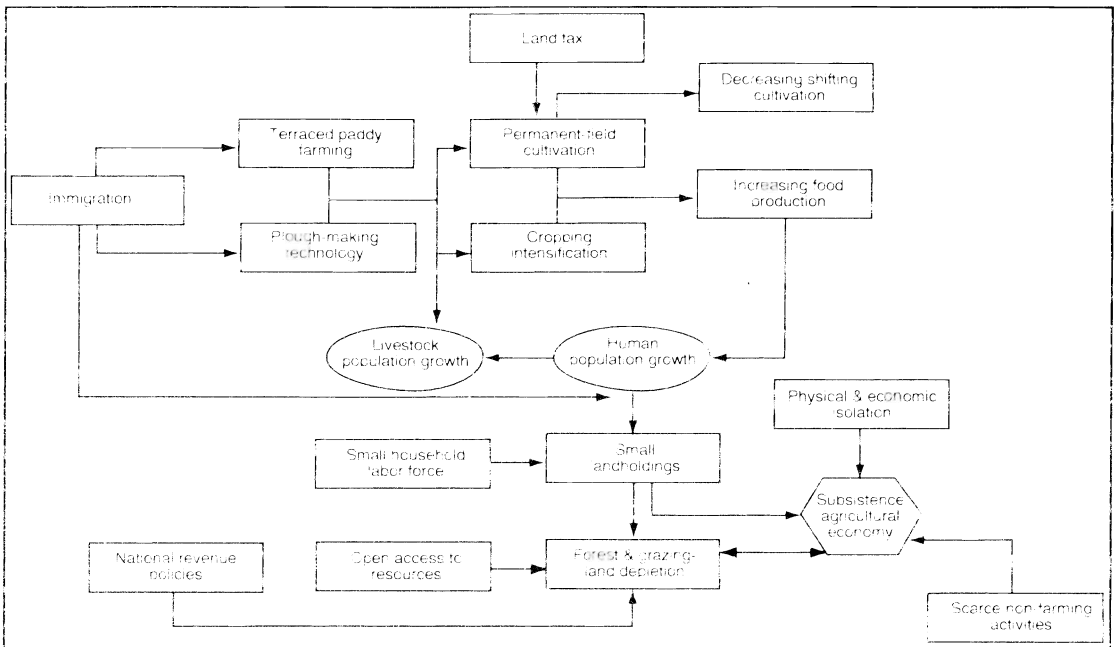 Land tax
Decreasing shifting
cultivation
Terraced paddy
farming
Permanent-field
cultivation
Immigration
Increasing food
production
Plough-making
technology
Cropping
intensification
Livestock
population growth
Human
population growth
Physical & economic
isolation
Small household
labor force
Small
andholdings
Subsistence
agricultural
economy
National revenue
policies
Open access to
resources
Forest & grazing-
land depletion
Scarce non-farming
activities